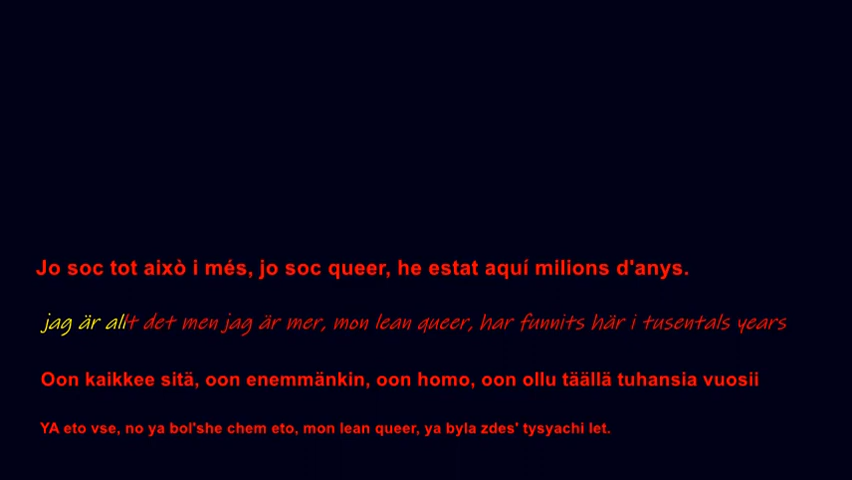 Jo soc tot això i més, jo soc queer, he estat aquí milions d'anys.
jag är allt det men jag är mer, mon lean queer, har funnits här i tusentals years
Oon kaikkee sitä, oon enemmänkin, oon homo, oon ollu täällä tuhansia vuosii
YA eto vse, no ya bol'she chem eto, mon lean queer, ya byla zdes' tysyachi let.